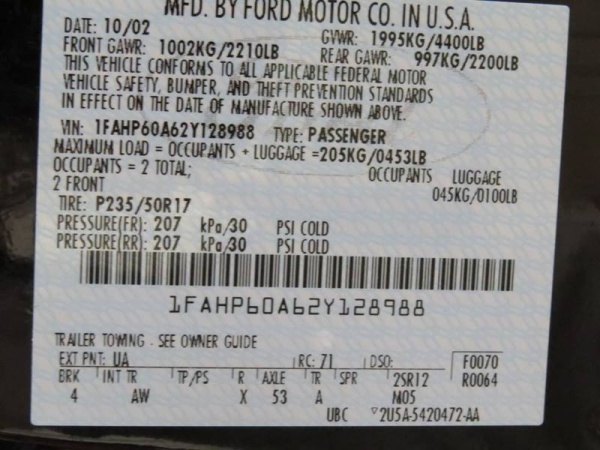 MFD. BY FORD MOTOR CO. IN U.S.A.
DATE: 10/02 GVWR: 1995KG/4400LB
FRONT GAWR: 1002KG/2210LB REAR GAWR: 997KG/2200LB
THIS VEHICLE CONFORMS TO ALL APPLICABLE FEDERAL MOTOR
VEHICLE SAFETY, BUMPER, AND THEFT PREVENTION STANDARDS
IN EFFECT ON THE DATE OF MANUFACTURE SHOWN ABOVE.
VIN: 1FAHP60A62Y128988 TYPE: PASSENGER
MAXIMUM LOAD = OCCUPANTS + LUGGAGE =205KG/0453LB
OCCUPANTS = 2 TOTAL; OCCUPANTS LUGGAGE
2 FRONT 045KG/0100LB
TIRE: P235/50R17
PRESSURE(FR): 207 kPa/30 PSI COLD
PRESSURE(RR): 207 kPa/30 PSI COLD
1FAHP60A62Y128988
TRAILER TOWING - SEE OWNER GUIDE
EXT PNT: UA RC: 71 DSO: F0070
BRK INT TR TP/PS R AXLE TR SPR 2SR12 R0064
4 AW X 53 A M05
UBC 2U5A-5420472-AA